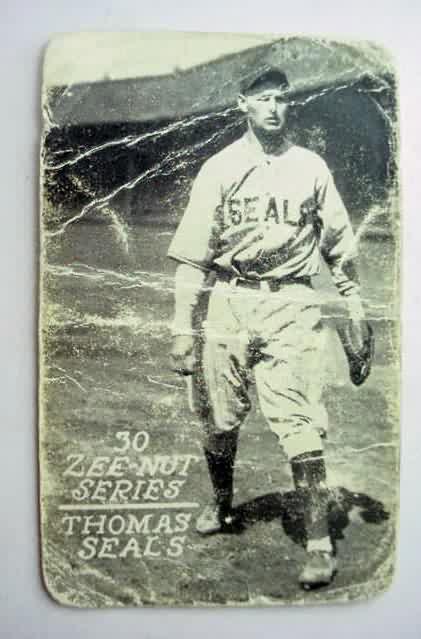 SEALS
30
ZEE-NUT
SERIES
THOMAS
SEALS